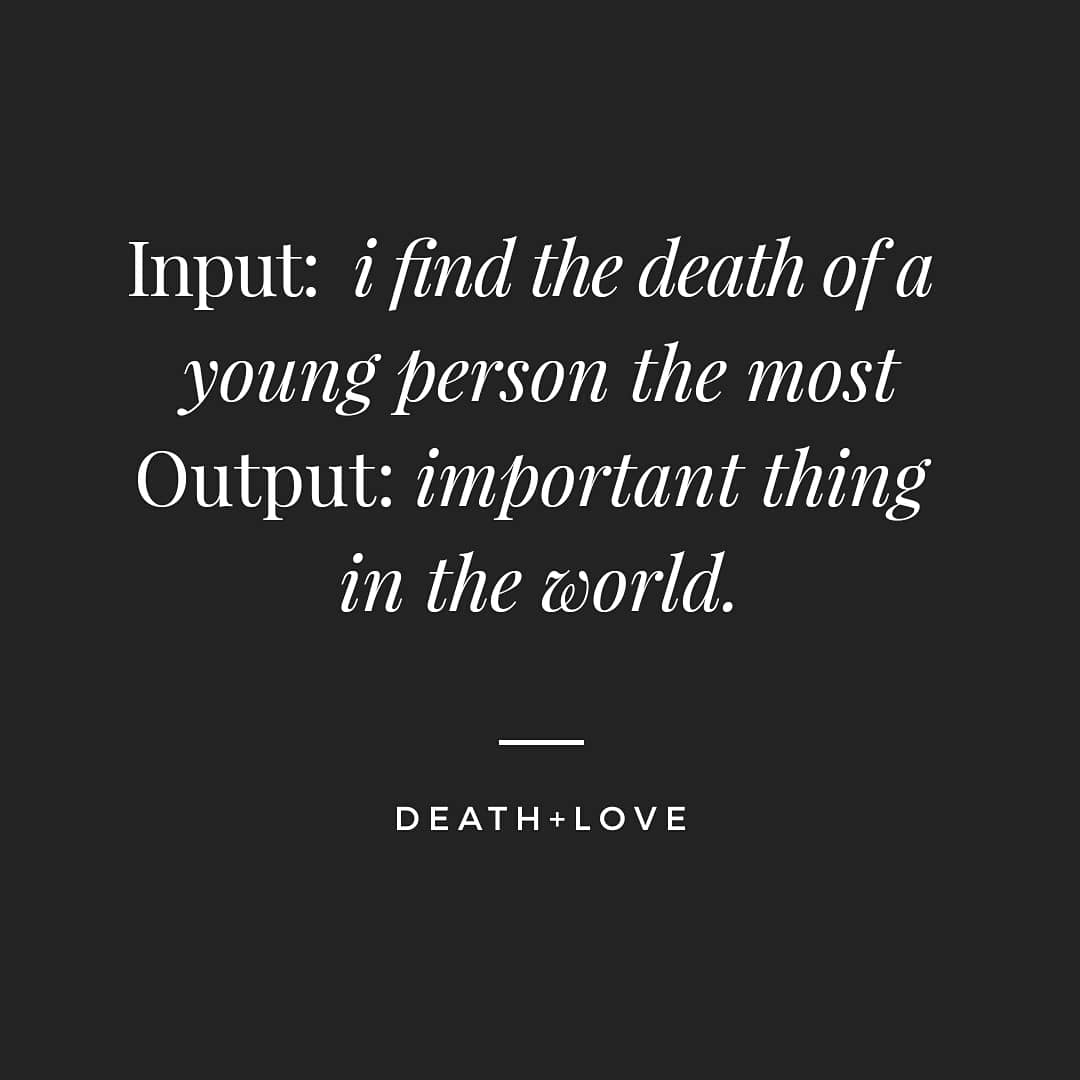 Input: i find the death of a
young person the most
Output: important thing
in the world.
DEATH+LOVE